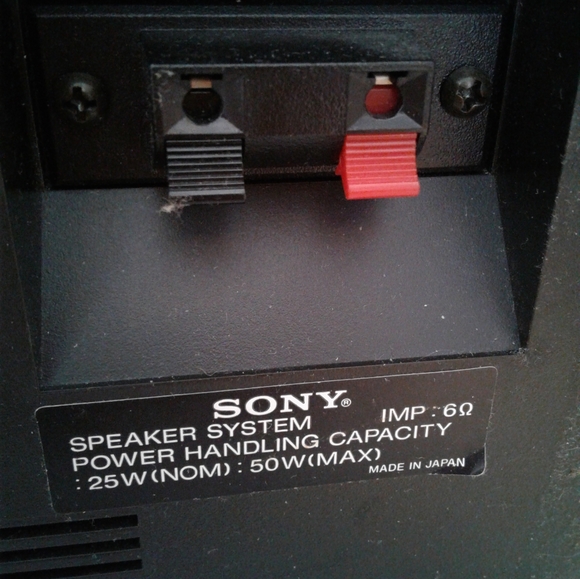 SONY®
SPEAKER SYSTEM IMP : 6Ω
POWER HANDLING CAPACITY
: 25W(NOM) : 50W(MAX)
MADE IN JAPAN